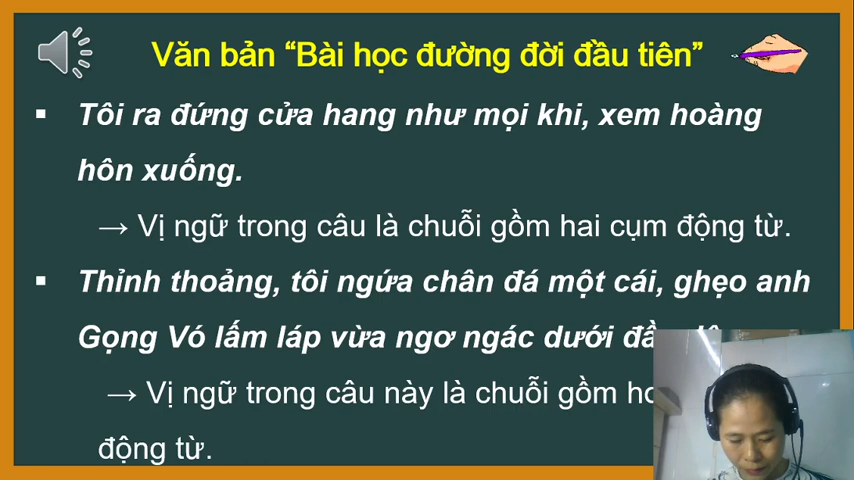 Văn bản “Bài học đường đời đầu tiên”
▪ Tôi ra đứng cửa hang như mọi khi, xem hoàng
hôn xuống.
→ Vị ngữ trong câu là chuỗi gồm hai cụm động từ.
▪ Thỉnh thoảng, tôi ngứa chân đá một cái, ghẹo anh
Gọng Vó lấm láp vừa ngơ ngác dưới
→ Vị ngữ trong câu này là chuỗi gồm
động từ.